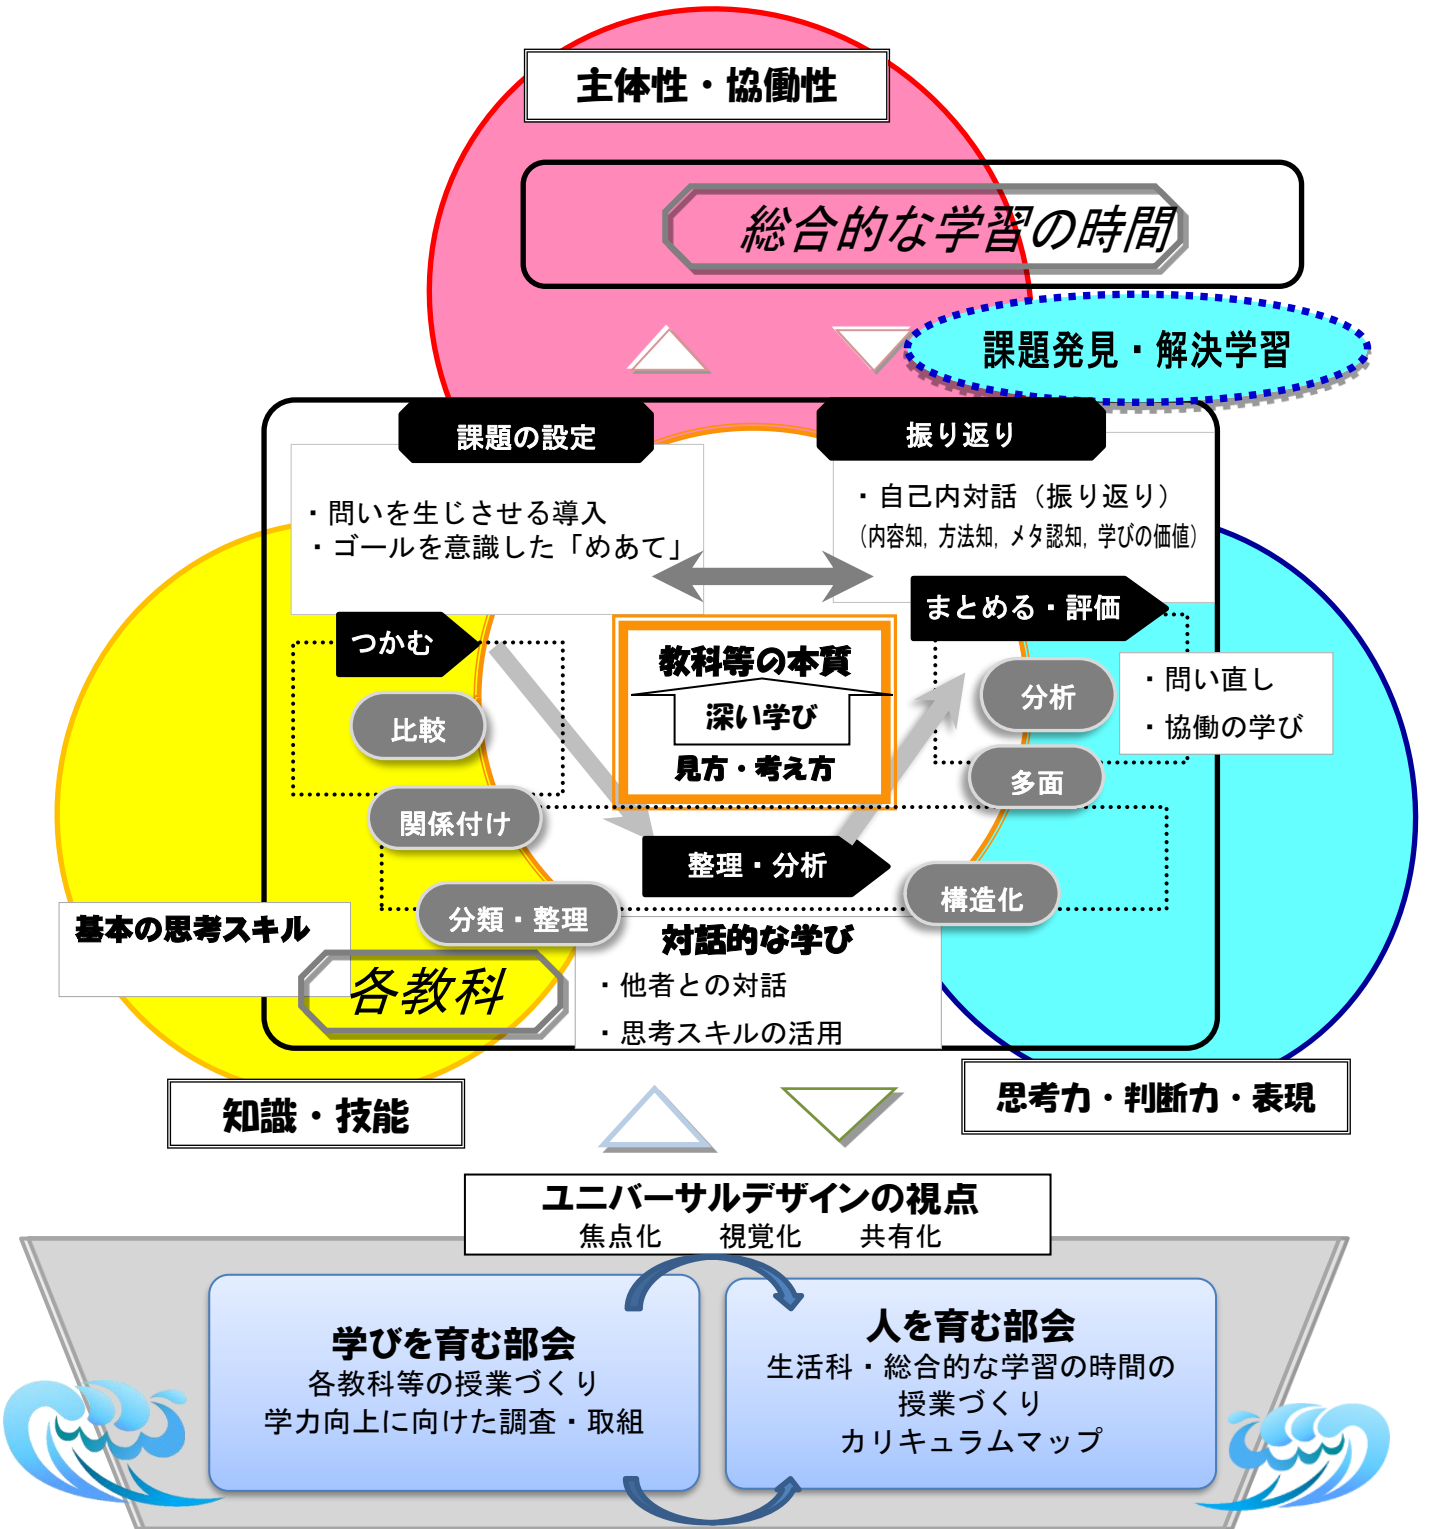 主体性・協働性
総合的な学習の時間
課題発見・解決学習
課題の設定
振り返り
・問いを生じさせる導入
・ゴールを意識した「めあて」
・自己内対話（振り返り）
（内容知，方法知，メタ認知，学びの価値）
つかむ
まとめる・評価
教科等の本質
深い学び
見方・考え方
比較
関係付け
分類・整理
整理・分析
分析
多面
構造化
・問い直し
・協働の学び
基本の思考スキル
各教科
対話的な学び
・他者との対話
・思考スキルの活用
知識・技能
思考力・判断力・表現
ユニバーサルデザインの視点
焦点化　視覚化　共有化
学びを育む部会
各教科等の授業づくり
学力向上に向けた調査・取組
人を育む部会
生活科・総合的な学習の時間の
授業づくり
カリキュラムマップ